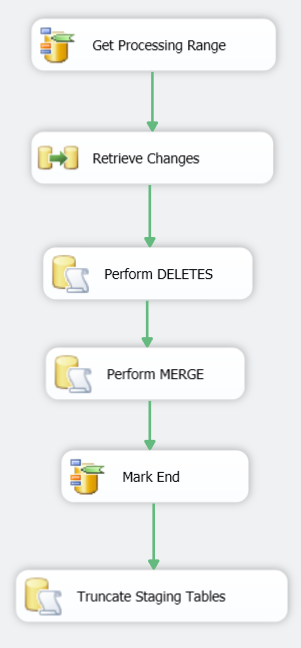 Get Processing Range
Retrieve Changes
Perform DELETES
Perform MERGE
Mark End
Truncate Staging Tables